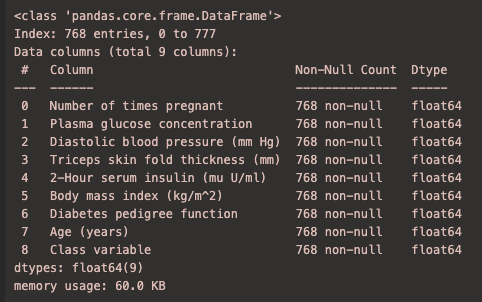 <class 'pandas.core.frame.DataFrame'>
Index: 768 entries, 0 to 777
Data columns (total 9 columns):
 #   Column                            Non-Null Count  Dtype
---  ------                            --------------  -----
 0   Number of times pregnant          768 non-null    float64
 1   Plasma glucose concentration      768 non-null    float64
 2   Diastolic blood pressure (mm Hg)  768 non-null    float64
 3   Triceps skin fold thickness (mm)  768 non-null    float64
 4   2-Hour serum insulin (mu U/ml)    768 non-null    float64
 5   Body mass index (kg/m^2)          768 non-null    float64
 6   Diabetes pedigree function        768 non-null    float64
 7   Age (years)                       768 non-null    float64
 8   Class variable                    768 non-null    float64
dtypes: float64(9)
memory usage: 60.0 KB